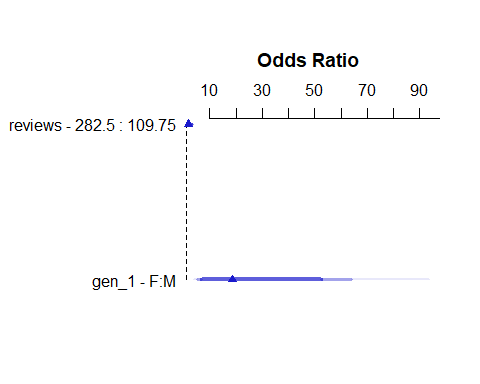 Odds Ratio
10 30 50 70 90
reviews - 282.5 : 109.75
gen_1 - F:M